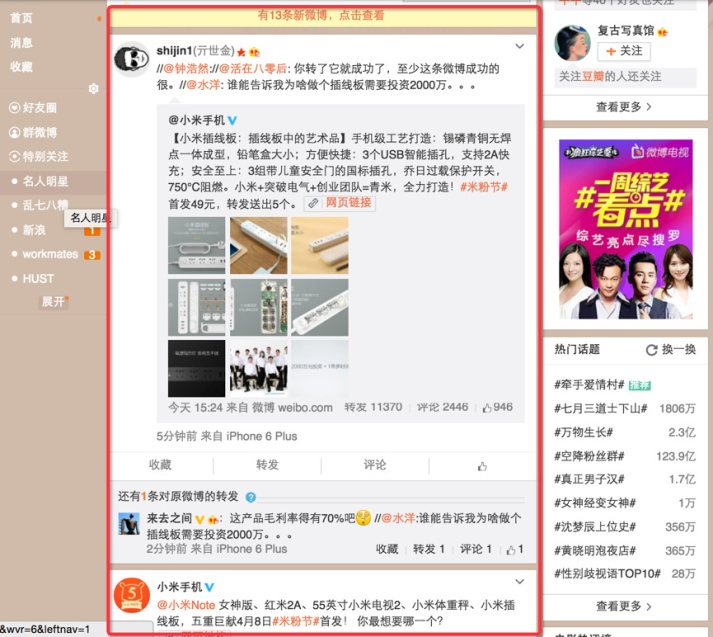 首页
消息
收藏
好友圈
群微博
特别关注
名人明星
乱七八糟
名人明星
新浪
1
workmates 3
HUST
展开
&wvr=6&leftnav=1
有13条新微博，点击查看
shijin1(亓世金)
//@钟浩然://@活在八零后: 你转了它就成功了，至少这条微博成功的
很。//@水洋: 谁能告诉我为啥做个插线板需要投资2000万。。。
@小米手机
【小米插线板：插线板中的艺术品】手机级工艺打造：锡磷青铜无焊
点一体成型，铅笔盒大小；方便快捷：3个USB智能插孔，支持2A快
充；安全至上：3组带儿童安全门的国标插孔，乔日过载保护开关，
750°C阻燃。小米+突破电气+创业团队=青米，全力打造！#米粉节#
首发49元，转发送出5个。 网页链接
今天 15:24 来自 微博 weibo.com 转发 11370 评论 2446 946
5分钟前 来自 iPhone 6 Plus
收藏 转发 评论
还有1条对原微博的转发 ?
来去之间 ：这产品毛利率得有70%吧 //@水洋:谁能告诉我为啥做个
插线板需要投资2000万。。。
2分钟前 来自 iPhone 6 Plus 收藏 转发 1 评论 1 1
小米手机
@小米Note 女神版、红米2A、55英寸小米电视2、小米体重秤、小米插
线板，五重巨献4月8日#米粉节#首发！ 你最想要哪一个?
复古写真馆
+ 关注
关注豆瓣的人还关注
查看更多 >
微博电视
#一周综艺
看点#
综艺亮点尽搜罗
热门话题 换一换
#牵手爱情村# 推荐
#七月三道士下山# 1806万
#万物生长# 2.3亿
#空降粉丝群# 123.9亿
#真正男子汉# 1.7亿
#女神经变女神# 1万
#沈梦辰上位史# 356万
#黄晓明泡夜店# 365万
#性别歧视语TOP10# 28万
查看更多 >